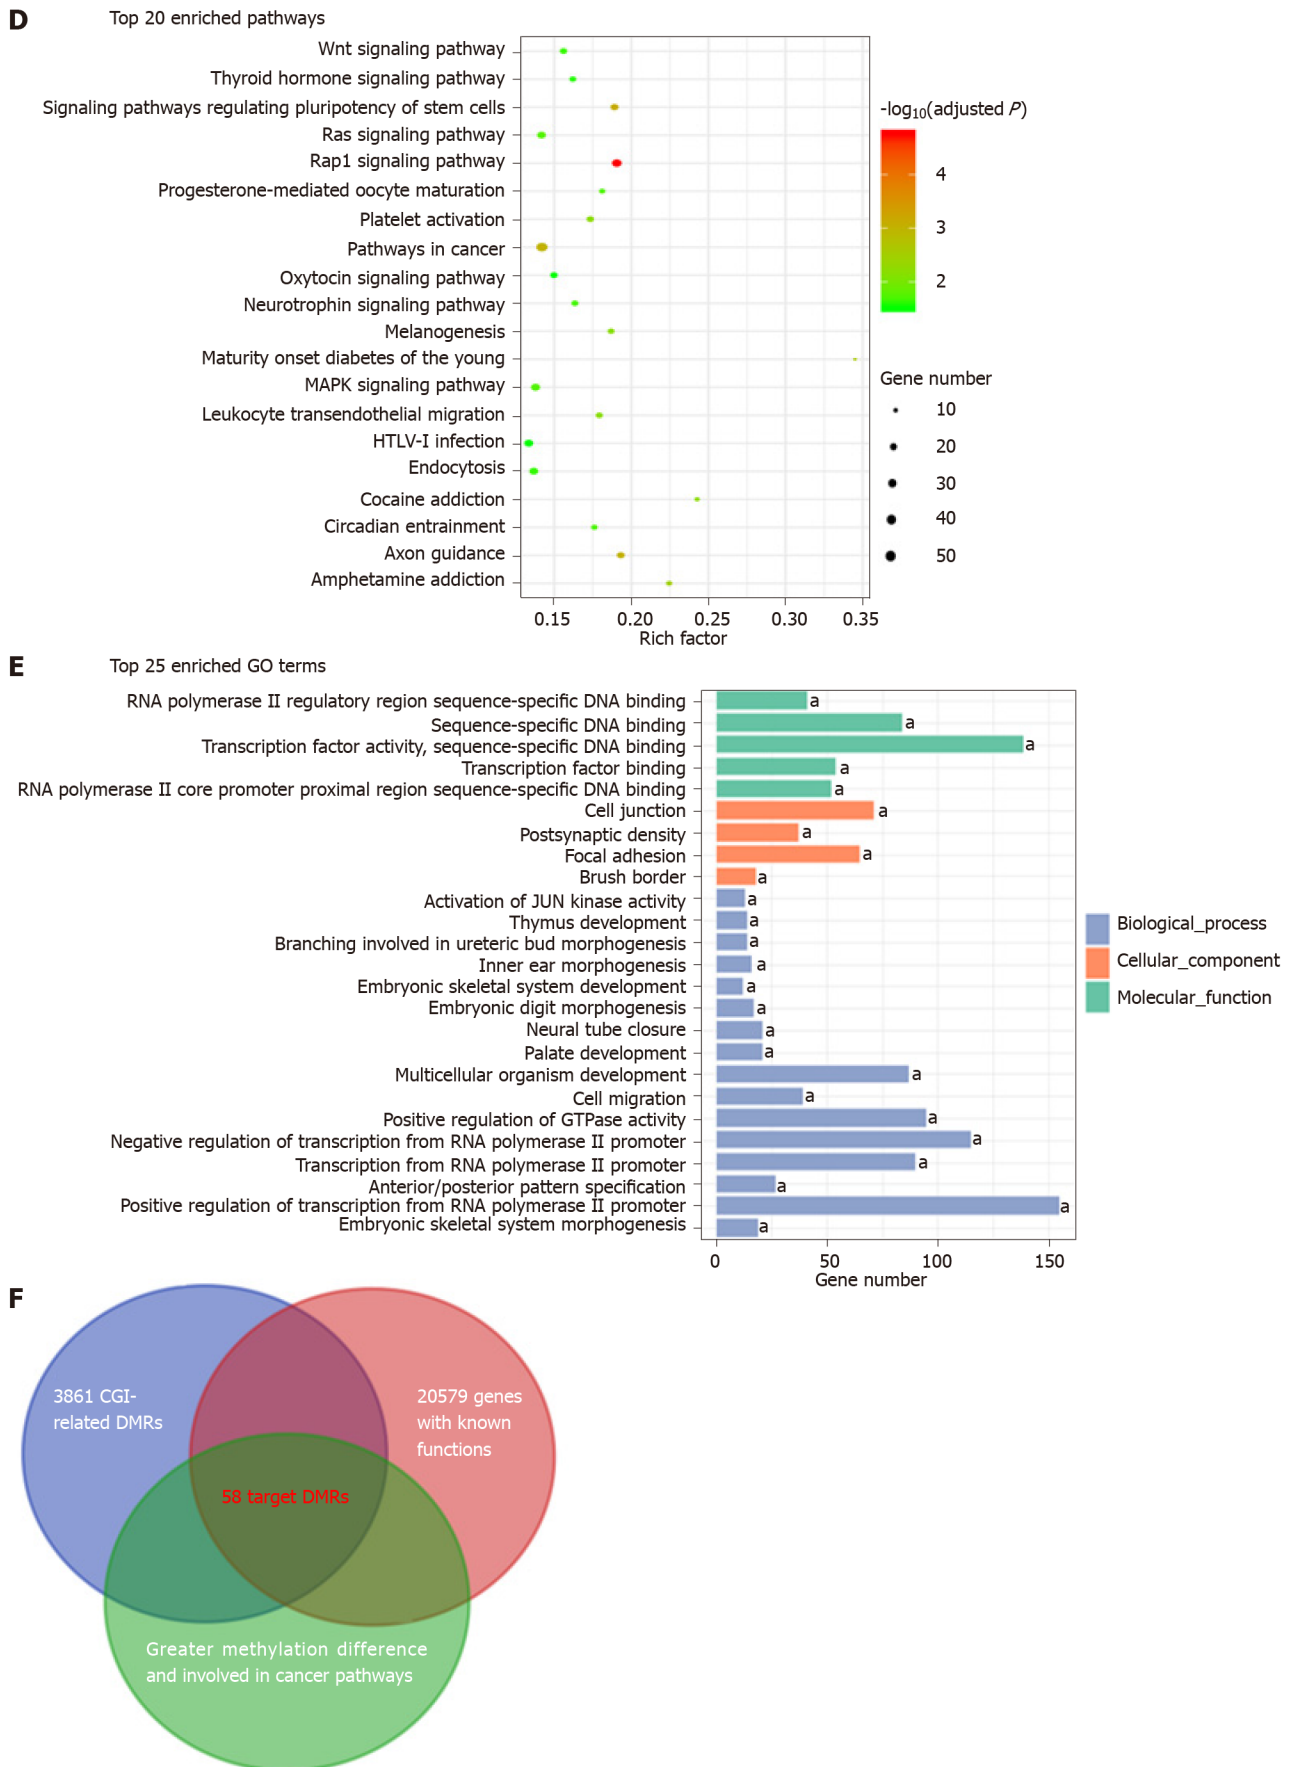 D
Top 20 enriched pathways
Wnt signaling pathway
Thyroid hormone signaling pathway
Signaling pathways regulating pluripotency of stem cells
Ras signaling pathway
Rap1 signaling pathway
Progesterone-mediated oocyte maturation
Platelet activation
Pathways in cancer
Oxytocin signaling pathway
Neurotrophin signaling pathway
Melanogenesis
Maturity onset diabetes of the young
MAPK signaling pathway
Leukocyte transendothelial migration
HTLV-I infection
Endocytosis
Cocaine addiction
Circadian entrainment
Axon guidance
Amphetamine addiction
0.15 0.20 0.25 0.30 0.35
Rich factor
-log10(adjusted P)
4
3
2
Gene number
10
20
30
40
50
E
Top 25 enriched GO terms
RNA polymerase II regulatory region sequence-specific DNA binding a
Sequence-specific DNA binding a
Transcription factor activity, sequence-specific DNA binding a
Transcription factor binding a
RNA polymerase II core promoter proximal region sequence-specific DNA binding a
Cell junction a
Postsynaptic density a
Focal adhesion a
Brush border a
Activation of JUN kinase activity a
Thymus development a
Branching involved in ureteric bud morphogenesis a
Inner ear morphogenesis a
Embryonic skeletal system development a
Embryonic digit morphogenesis a
Neural tube closure a
Palate development a
Multicellular organism development a
Cell migration a
Positive regulation of GTPase activity a
Negative regulation of transcription from RNA polymerase II promoter a
Transcription from RNA polymerase II promoter a
Anterior/posterior pattern specification a
Positive regulation of transcription from RNA polymerase II promoter a
Embryonic skeletal system morphogenesis a
0 50 100 150
Gene number
Biological_process
Cellular_component
Molecular_function
F
3861 CGI-
related DMRs
20579 genes
with known
functions
58 target DMRs
Greater methylation difference
and involved in cancer pathways